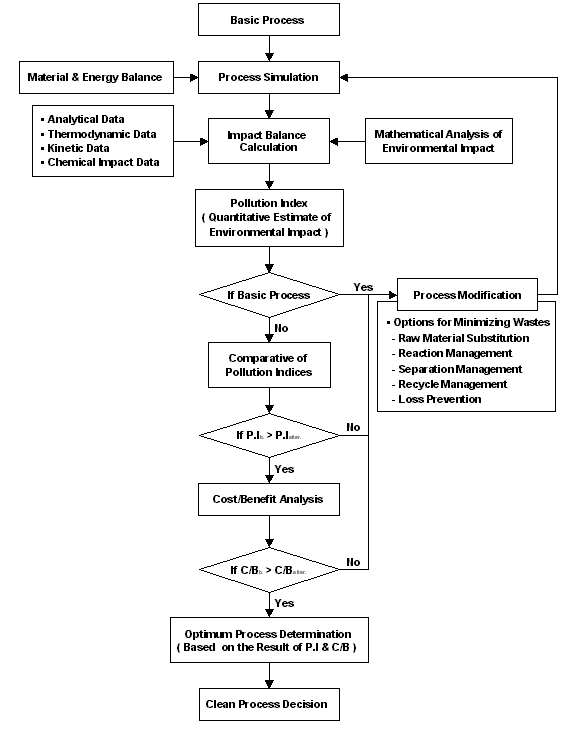 Basic Process
Material & Energy Balance
Process Simulation
▪ Analytical Data
▪ Thermodynamic Data
▪ Kinetic Data
▪ Chemical Impact Data
Impact Balance
Calculation
Mathematical Analysis of
Environmental Impact
Pollution Index
( Quantitative Estimate of
Environmental Impact )
If Basic Process
Yes
Process Modification
▪ Options for Minimizing Wastes
- Raw Material Substitution
- Reaction Management
- Separation Management
- Recycle Management
- Loss Prevention
No
Comparative of
Pollution Indices
If P.Ib. > P.Ialter.
No
Yes
Cost/Benefit Analysis
If C/Bb. > C/Balter.
No
Yes
Optimum Process Determination
( Based on the Result of P.I & C/B )
Clean Process Decision